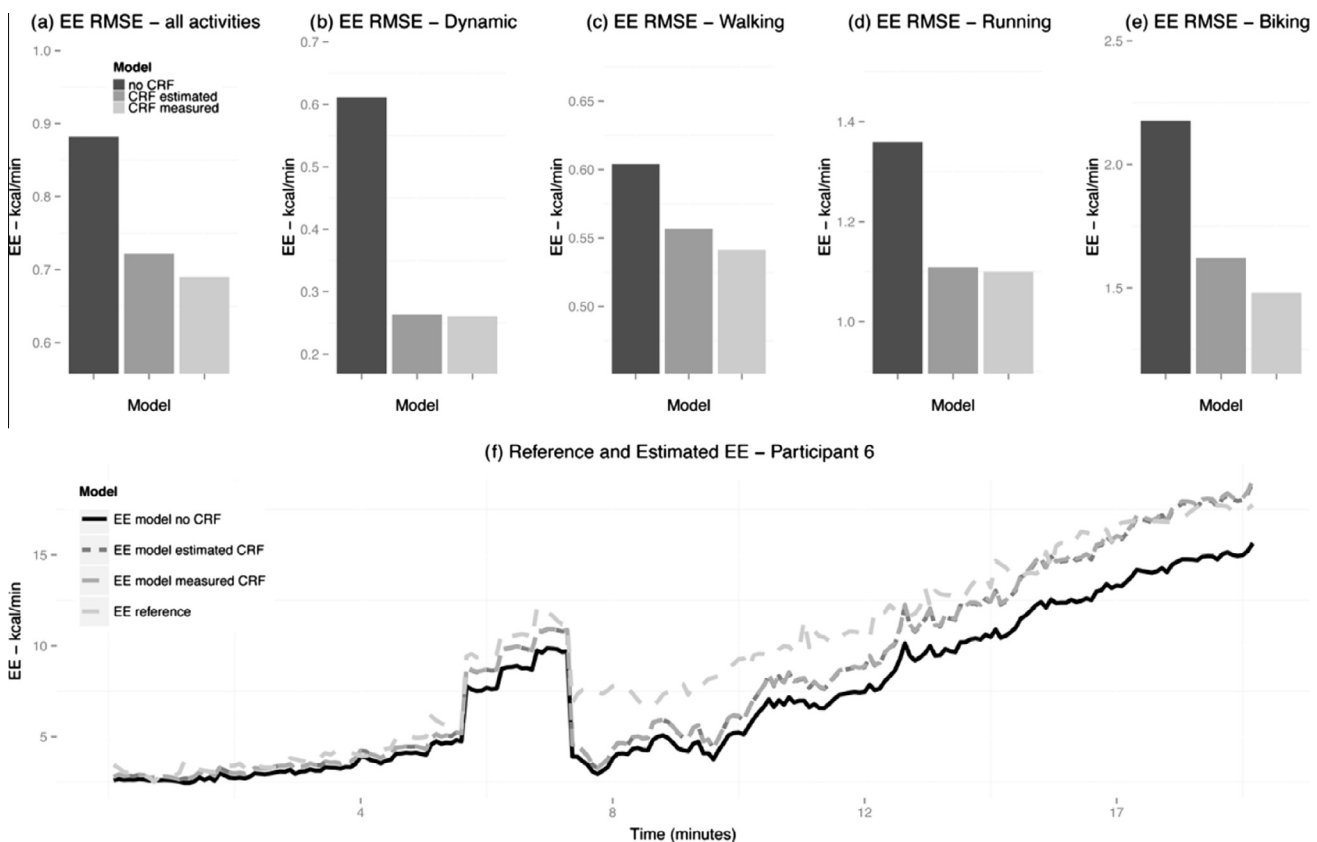 (a) EE RMSE – all activities
1.0
0.9
0.8
0.7
0.6
EE – kcal/min
Model
no CRF
CRF estimated
CRF measured
Model
(b) EE RMSE – Dynamic
0.7
0.6
0.5
0.4
0.3
0.2
EE – kcal/min
Model
(c) EE RMSE – Walking
0.65
0.60
0.55
0.50
EE – kcal/min
Model
(d) EE RMSE – Running
1.4
1.2
1.0
EE – kcal/min
Model
(e) EE RMSE – Biking
2.5
2.0
1.5
EE – kcal/min
Model
(f) Reference and Estimated EE – Participant 6
Model
EE model no CRF
EE model estimated CRF
EE model measured CRF
EE reference
15
10
5
EE – kcal/min
4
8
12
17
Time (minutes)